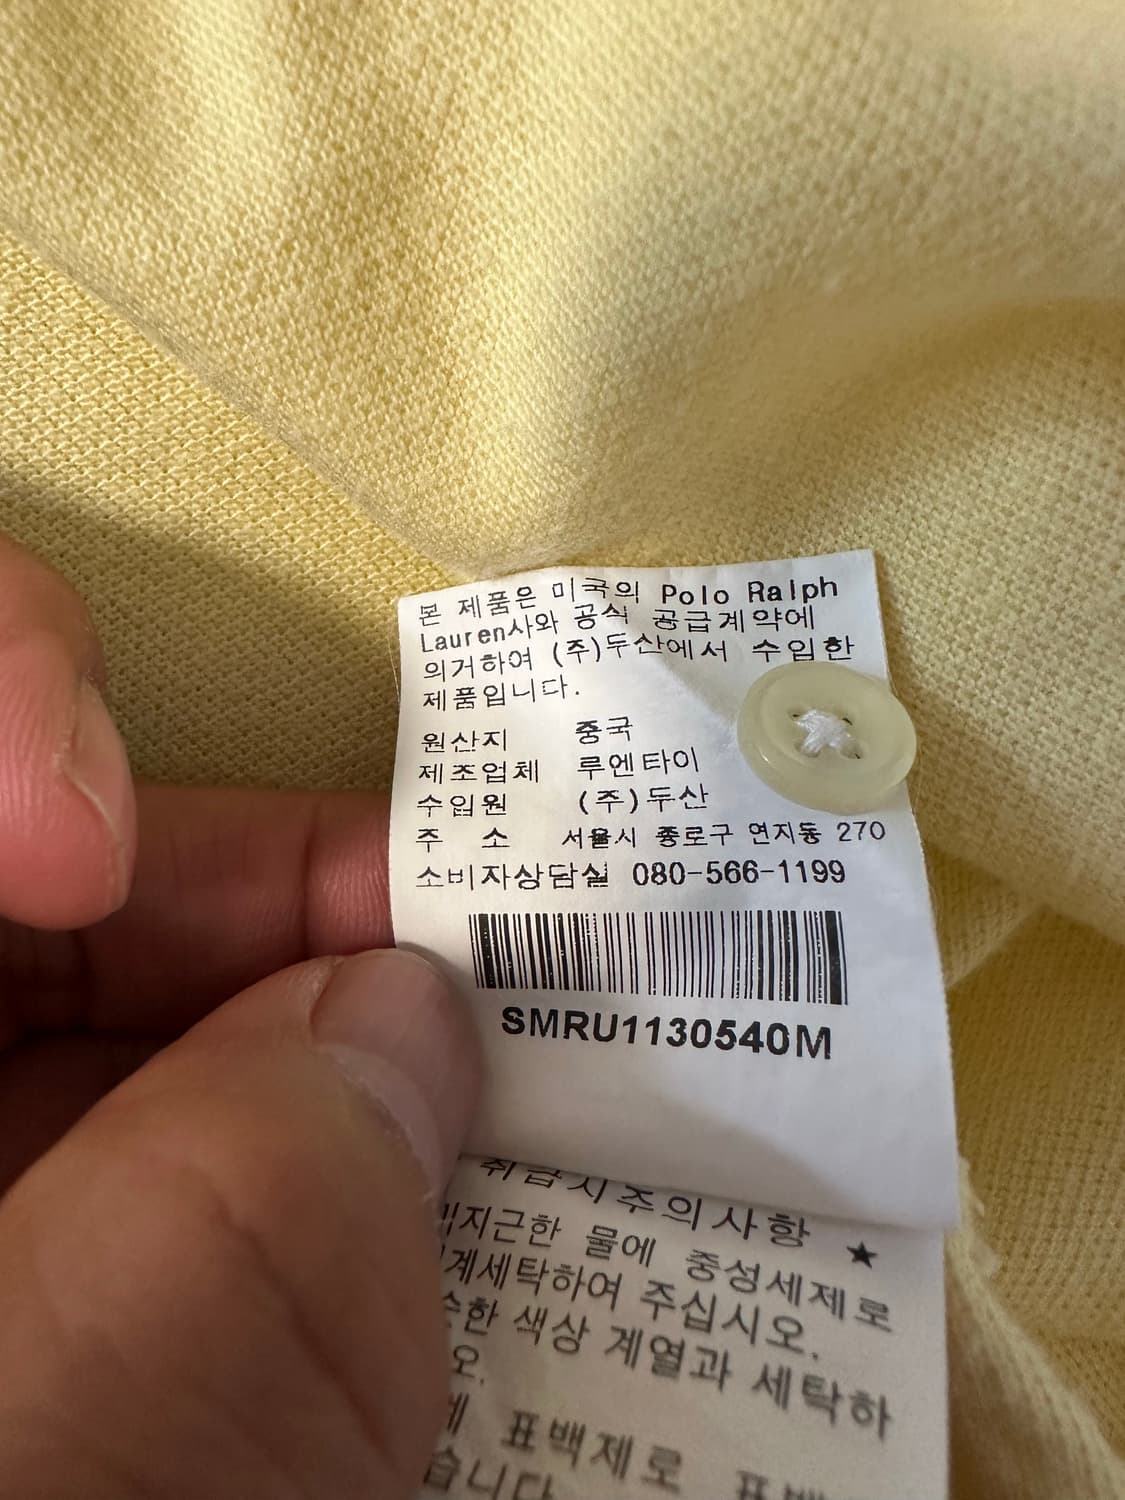 본 제품은 미국의 Polo Ralph
Lauren사와 공식 공급계약에
의거하여 (주)두산에서 수입한
제품입니다.
원산지 중국
제조업체 루엔타이
수입원 (주)두산
주 소 서울시 종로구 연지동 270
소비자상담실 080-566-1199
SMRU1130540M
취급시주의사항 ★
미지근한 물에 중성세제로
계세탁하여 주십시오.
한 색상 계열과 세탁하
오.
에 표백제로
습니다